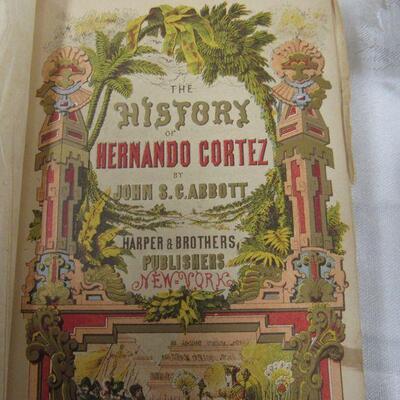 THE
HISTORY
OF
HERNANDO CORTEZ
BY
JOHN S. C. ABBOTT
HARPER & BROTHERS,
PUBLISHERS
NEW-YORK